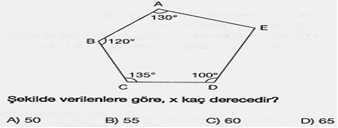 A
130°
E
B 120°
135° 100°
C D
Şekilde verilenlere göre, x kaç derecedir?
A) 50 B) 55 C) 60 D) 65